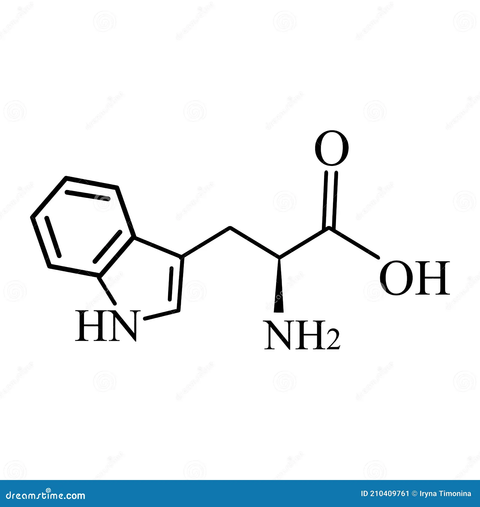 O
OH
HN
NH2
dreamstime.com
ID 210409761 © Iryna Timonina